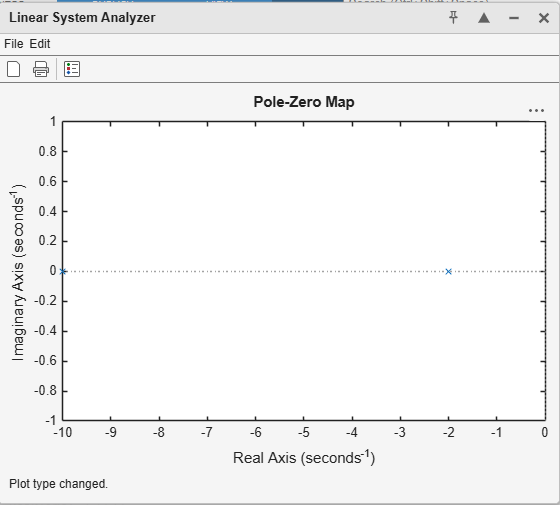 Linear System Analyzer
File Edit
Pole-Zero Map
Imaginary Axis (seconds⁻¹)
1
0.8
0.6
0.4
0.2
0
-0.2
-0.4
-0.6
-0.8
-1
-10 -9 -8 -7 -6 -5 -4 -3 -2 -1 0
Real Axis (seconds⁻¹)
Plot type changed.